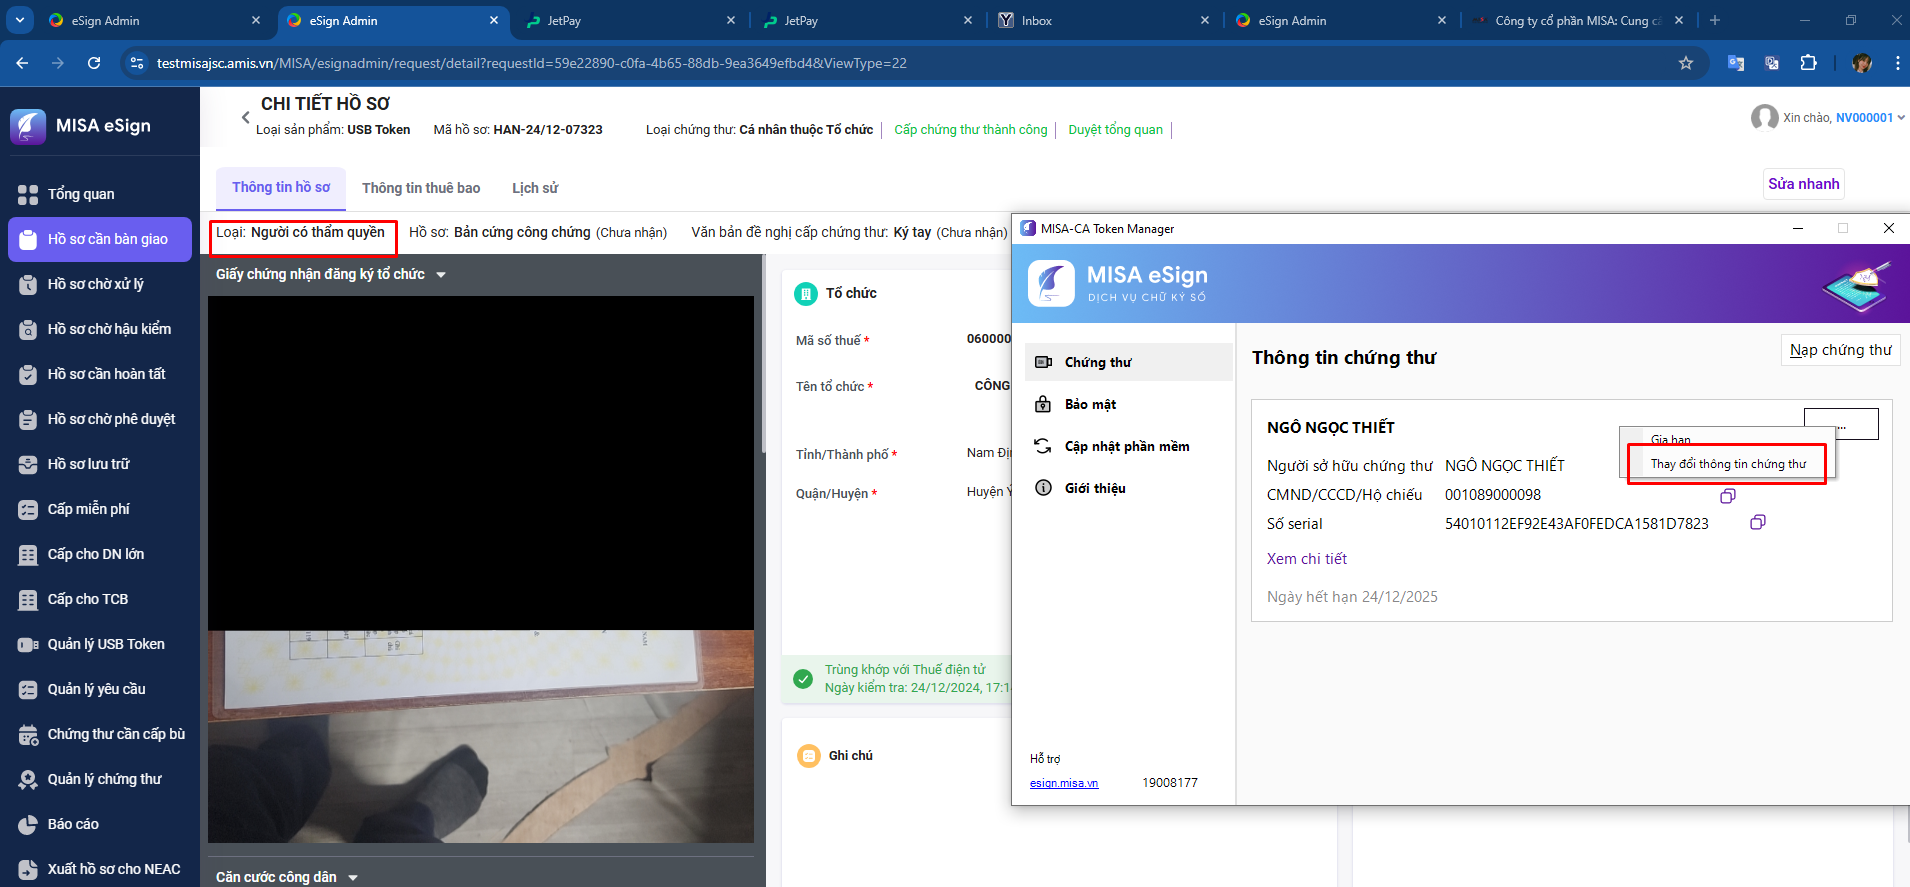 eSign Admin
eSign Admin
JetPay
JetPay
Inbox
eSign Admin
Công ty cổ phần MISA: Cung c
testmisajsc.amis.vn/MISA/esignadmin/request/detail?requestId=59e22890-c0fa-4b65-88db-9ea3649efbd4&ViewType=22
MISA eSign
Tổng quan
Hồ sơ cần bàn giao
Hồ sơ chờ xử lý
Hồ sơ chờ hậu kiểm
Hồ sơ cần hoàn tất
Hồ sơ chờ phê duyệt
Hồ sơ lưu trữ
Cấp miễn phí
Cấp cho DN lớn
Cấp cho TCB
Quản lý USB Token
Quản lý yêu cầu
Chứng thư cần cấp bù
Quản lý chứng thư
Báo cáo
Xuất hồ sơ cho NEAC
CHI TIẾT HỒ SƠ
Loại sản phẩm: USB Token Mã hồ sơ: HAN-24/12-07323 Loại chứng thư: Cá nhân thuộc Tổ chức Cấp chứng thư thành công Duyệt tổng quan
Xin chào, NV000001
Thông tin hồ sơ Thông tin thuê bao Lịch sử
Sửa nhanh
Loại: Người có thẩm quyền Hồ sơ: Bản cứng công chứng (Chưa nhận) Văn bản đề nghị cấp chứng thư: Ký tay (Chưa nhận)
Giấy chứng nhận đăng ký tổ chức
Căn cước công dân
Tổ chức
Mã số thuế * 060000
Tên tổ chức * CÔNG
Tỉnh/Thành phố * Nam Đị
Quận/Huyện * Huyện Ý
Trùng khớp với Thuế điện tử
Ngày kiểm tra: 24/12/2024, 17:1
Ghi chú
MISA-CA Token Manager
MISA eSign
DỊCH VỤ CHỮ KÝ SỐ
Chứng thư
Bảo mật
Cập nhật phần mềm
Giới thiệu
Hỗ trợ
esign.misa.vn 19008177
Thông tin chứng thư
Nạp chứng thư
NGÔ NGỌC THIẾT
...
Gia hạn
Thay đổi thông tin chứng thư
Người sở hữu chứng thư NGÔ NGỌC THIẾT
CMND/CCCD/Hộ chiếu 001089000098
Số serial 54010112EF92E43AF0FEDCA1581D7823
Xem chi tiết
Ngày hết hạn 24/12/2025